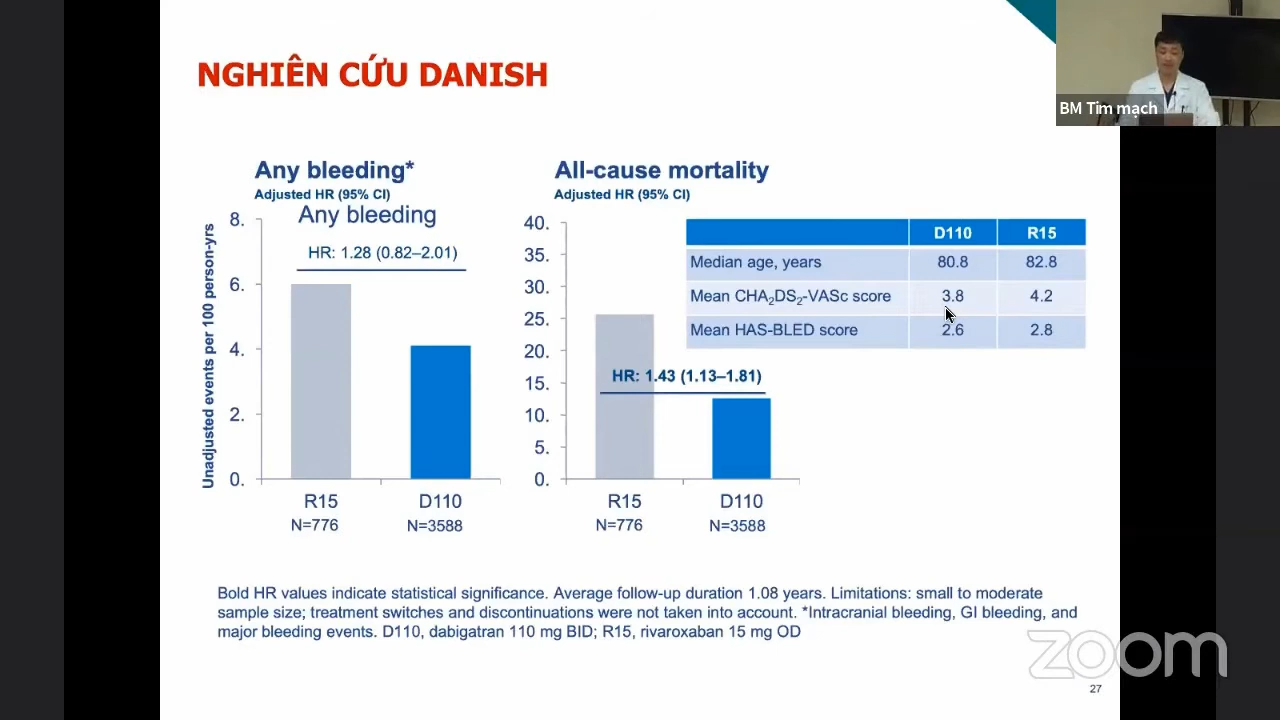 NGHIÊN CỨU DANISH
BM Tim mạch
Any bleeding*
Adjusted HR (95% CI)
Any bleeding
HR: 1.28 (0.82–2.01)
Unadjusted events per 100 person-yrs
8.
6.
4.
2.
0.
R15
D110
N=776
N=3588
All-cause mortality
Adjusted HR (95% CI)
40.
35.
30.
25.
20.
15.
10.
5.
0.
HR: 1.43 (1.13–1.81)
R15
D110
N=776
N=3588
D110 R15
Median age, years 80.8 82.8
Mean CHA₂DS₂-VASc score 3.8 4.2
Mean HAS-BLED score 2.6 2.8
Bold HR values indicate statistical significance. Average follow-up duration 1.08 years. Limitations: small to moderate
sample size; treatment switches and discontinuations were not taken into account. *Intracranial bleeding, GI bleeding, and
major bleeding events. D110, dabigatran 110 mg BID; R15, rivaroxaban 15 mg OD
zoom
27